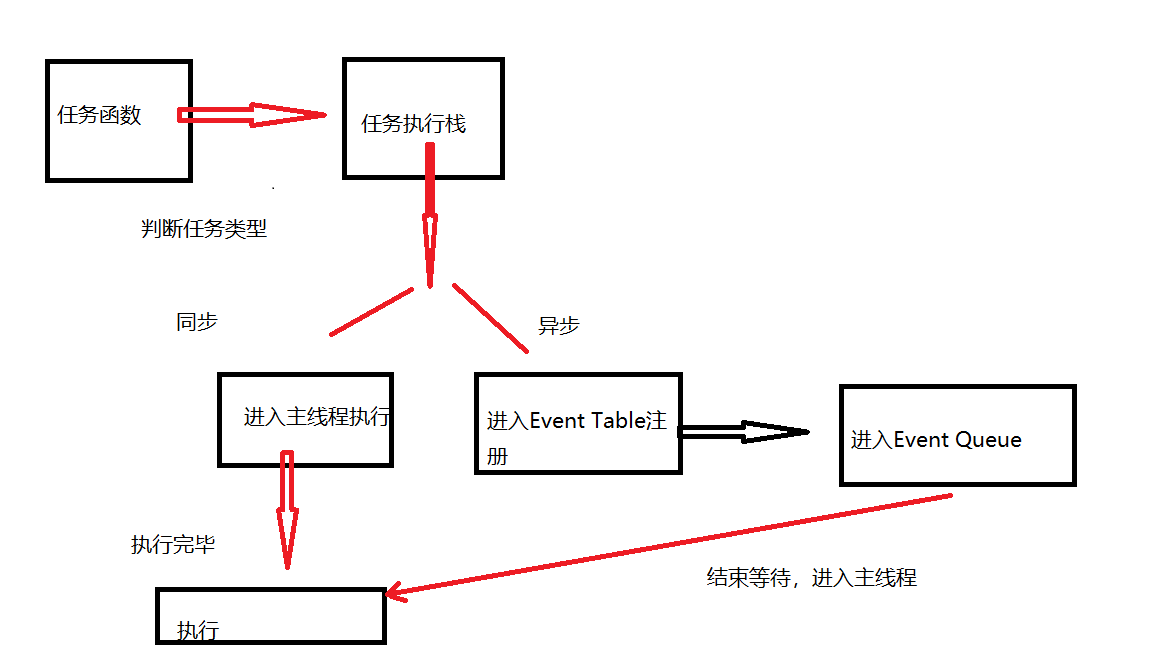 任务函数
任务执行栈
判断任务类型
同步
异步
进入主线程执行
进入Event Table注
册
进入Event Queue
执行完毕
结束等待，进入主线程
执行